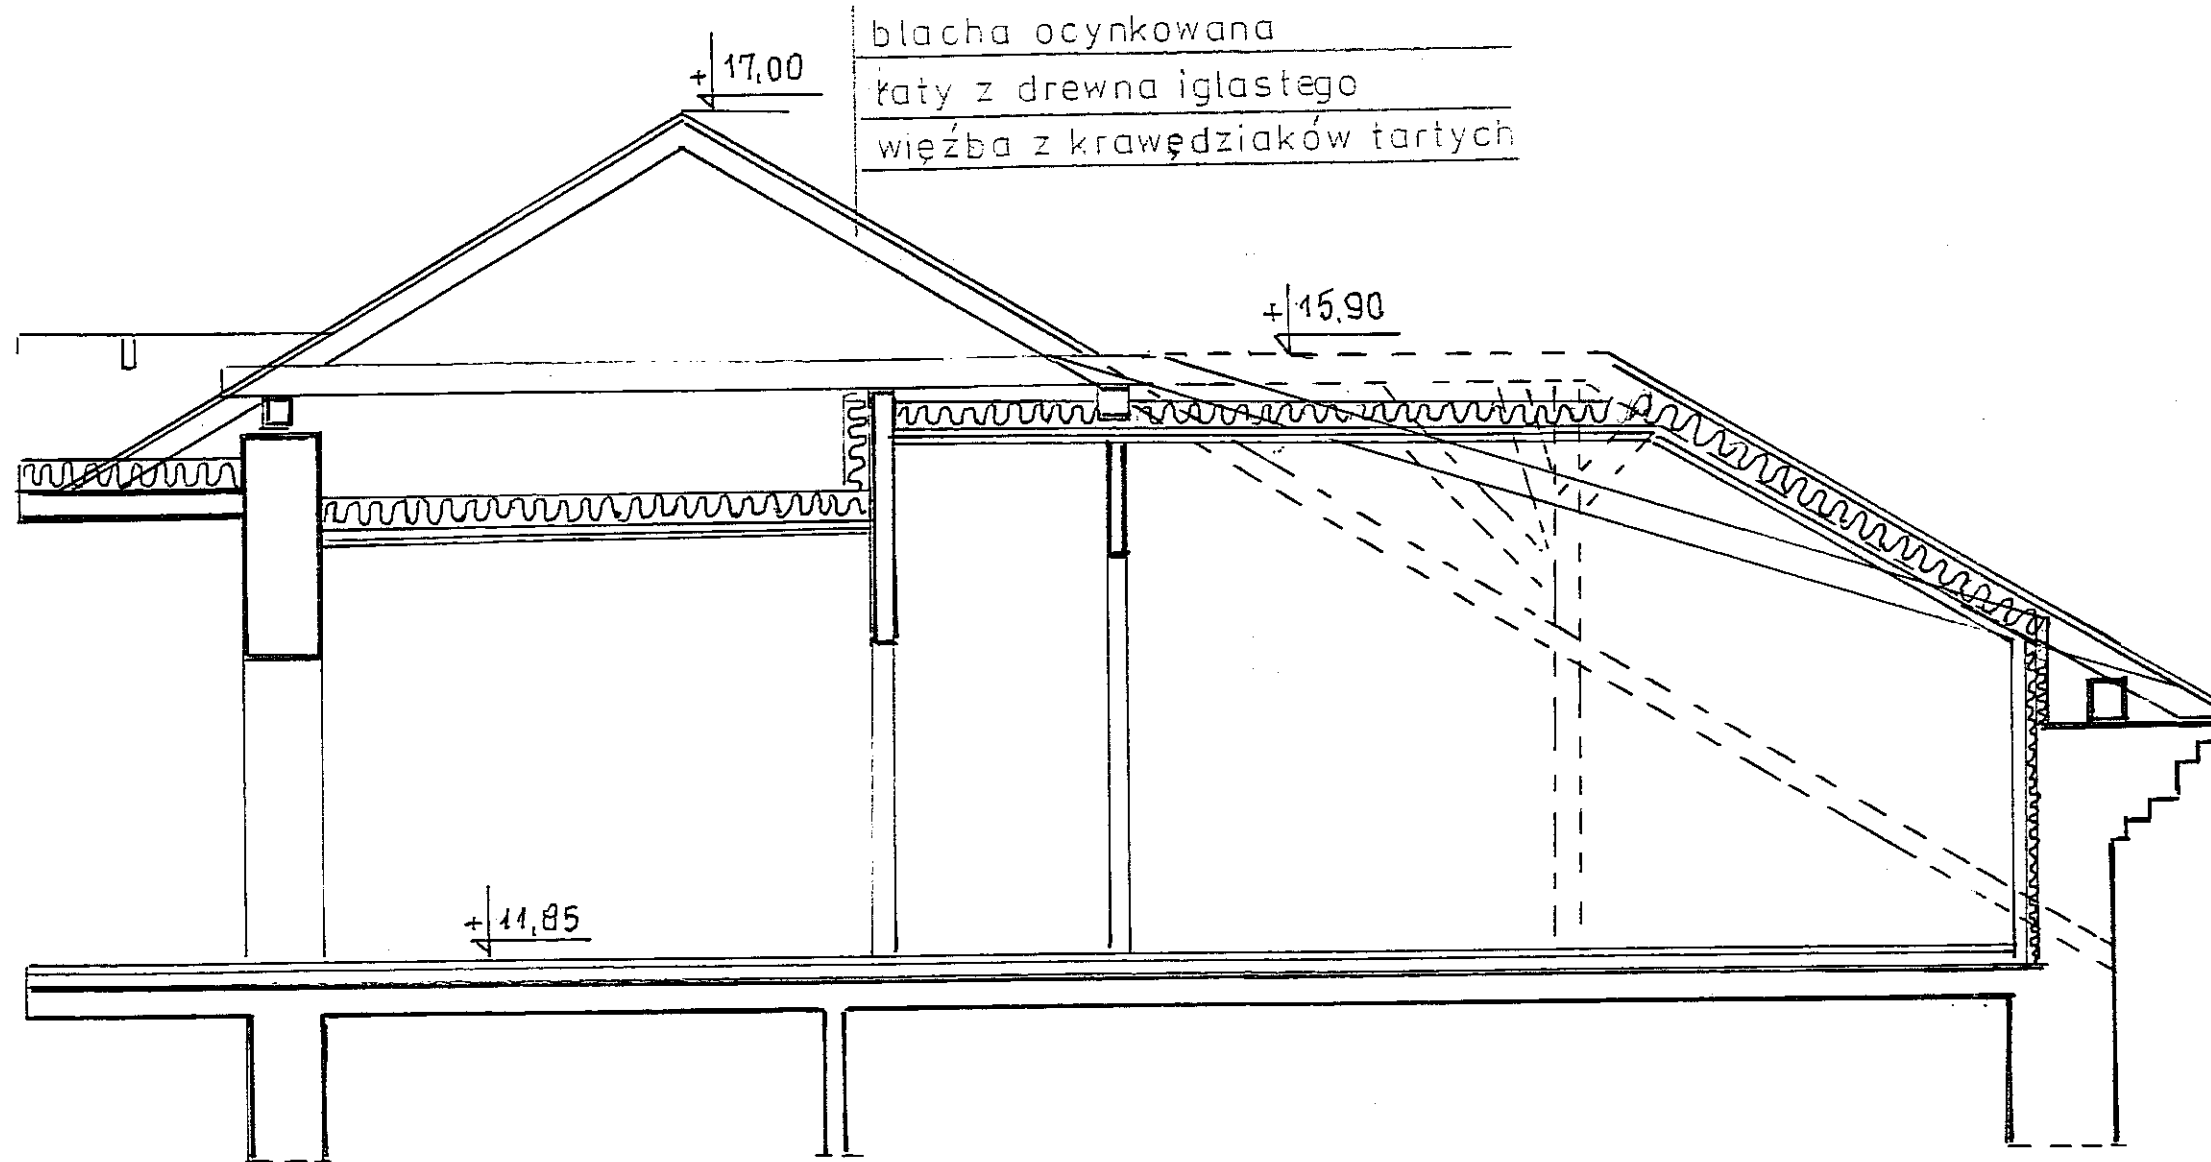 blacha ocynkowana
+ 17,00
łaty z drewna iglastego
więźba z krawędziaków tartych
+ 15,90
+ 11,85